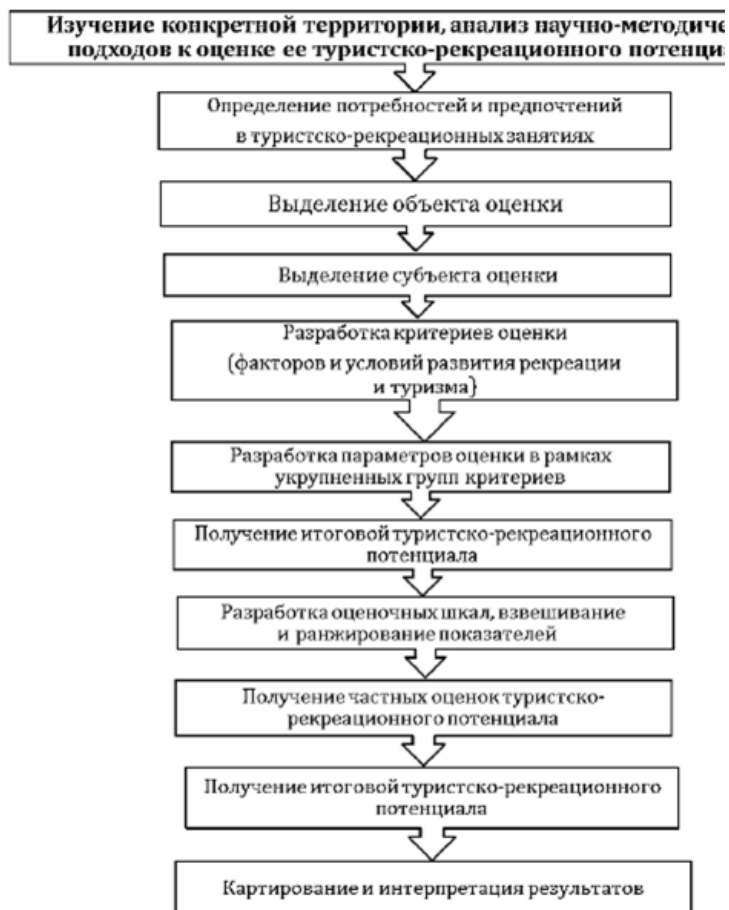 Изучение конкретной территории, анализ научно-методиче
подходов к оценке ее туристско-рекреационного потенци
Определение потребностей и предпочтений
в туристско-рекреационных занятиях
Выделение объекта оценки
Выделение субъекта оценки
Разработка критериев оценки
(факторов и условий развития рекреации
и туризма}
Разработка параметров оценки в рамках
укрупненных групп критериев
Получение итоговой туристско-рекреационного
потенциала
Разработка оценочных шкал, взвешивание
и ранжирование показателей
Получение частных оценок туристско-
рекреационного потенциала
Получение итоговой туристско-рекреационного
потенциала
Картирование и интерпретация результатов